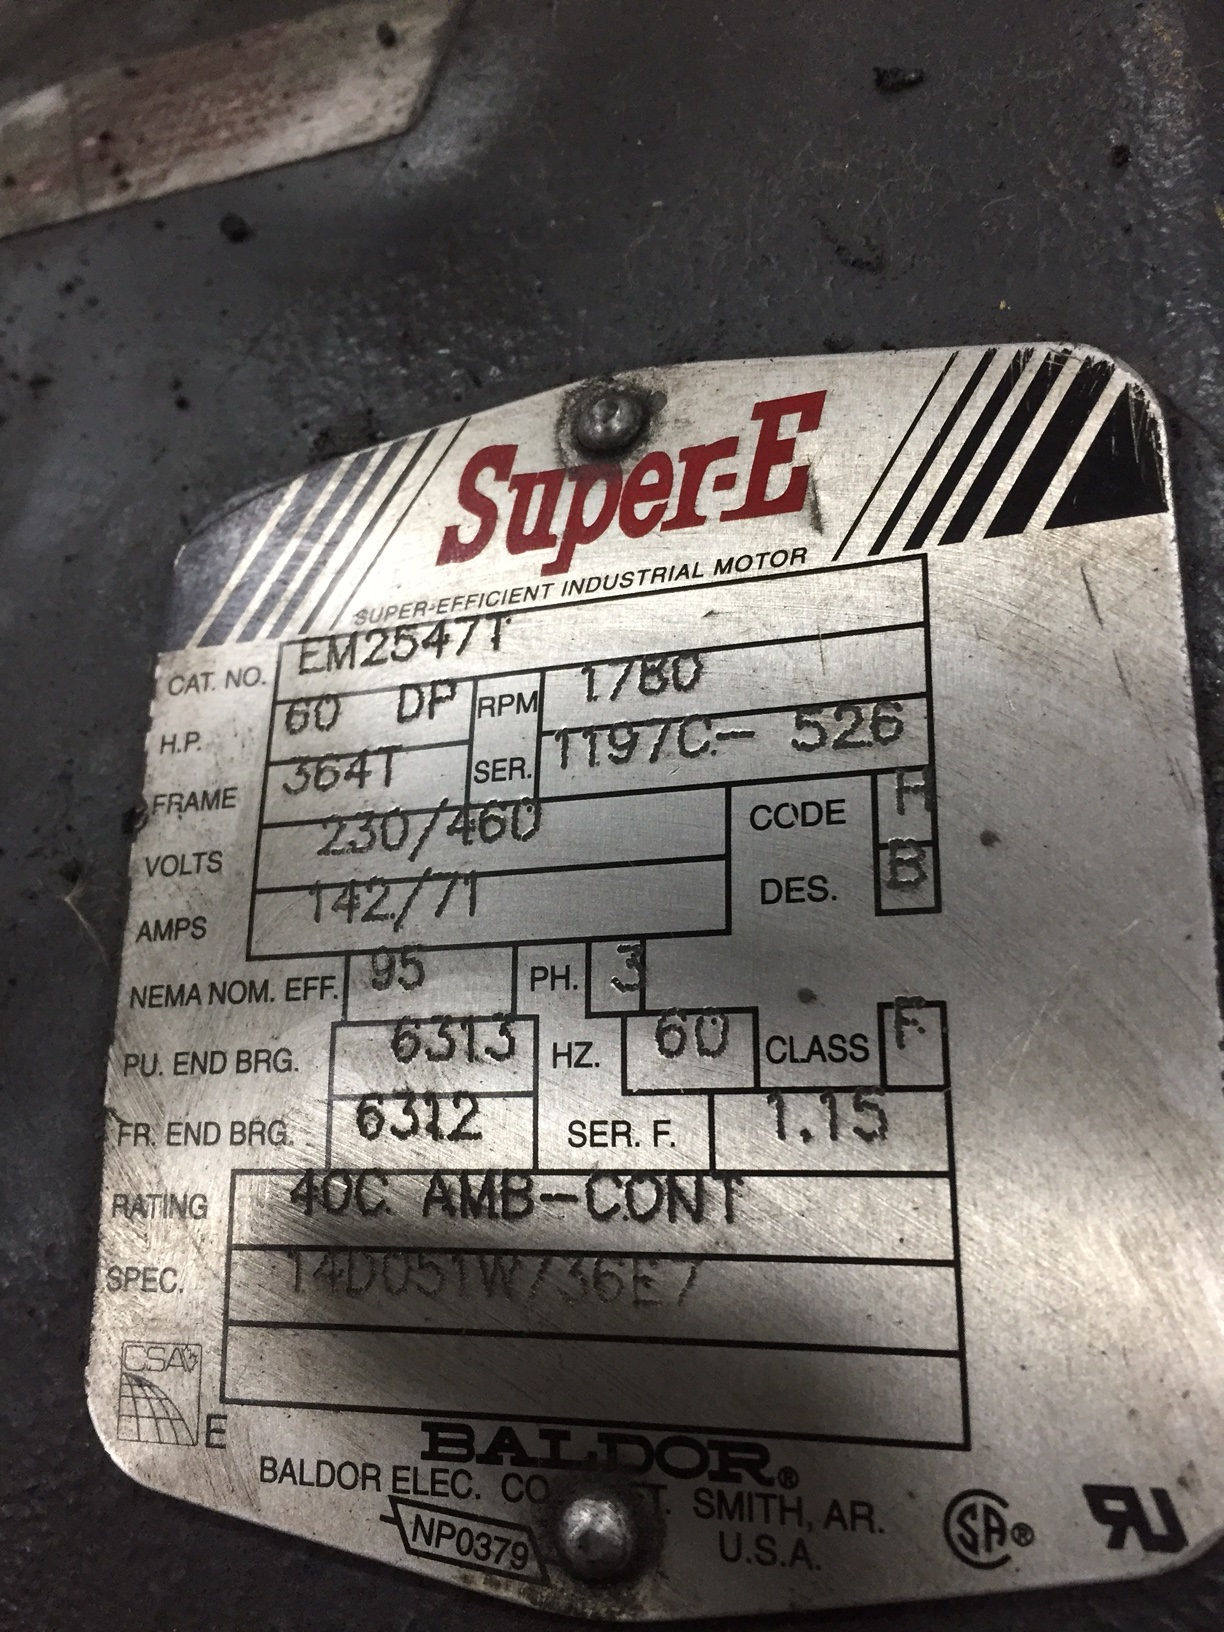 Super-E
SUPER-EFFICIENT INDUSTRIAL MOTOR
CAT. NO. EM2547T
H.P. 60 DP RPM 1780
FRAME 364T SER. 1197C- 526
VOLTS 230/460 CODE H
AMPS 142/71 DES. B
NEMA NOM. EFF. 95 PH. 3
PU. END BRG. 6313 HZ. 60 CLASS F
FR. END BRG. 6312 SER. F. 1.15
RATING 40C AMB-CONT
SPEC. 14D051W736E7
CSA
E
BALDOR®
BALDOR ELEC. CO SMITH, AR.
NP0379 U.S.A.
SA®
UR